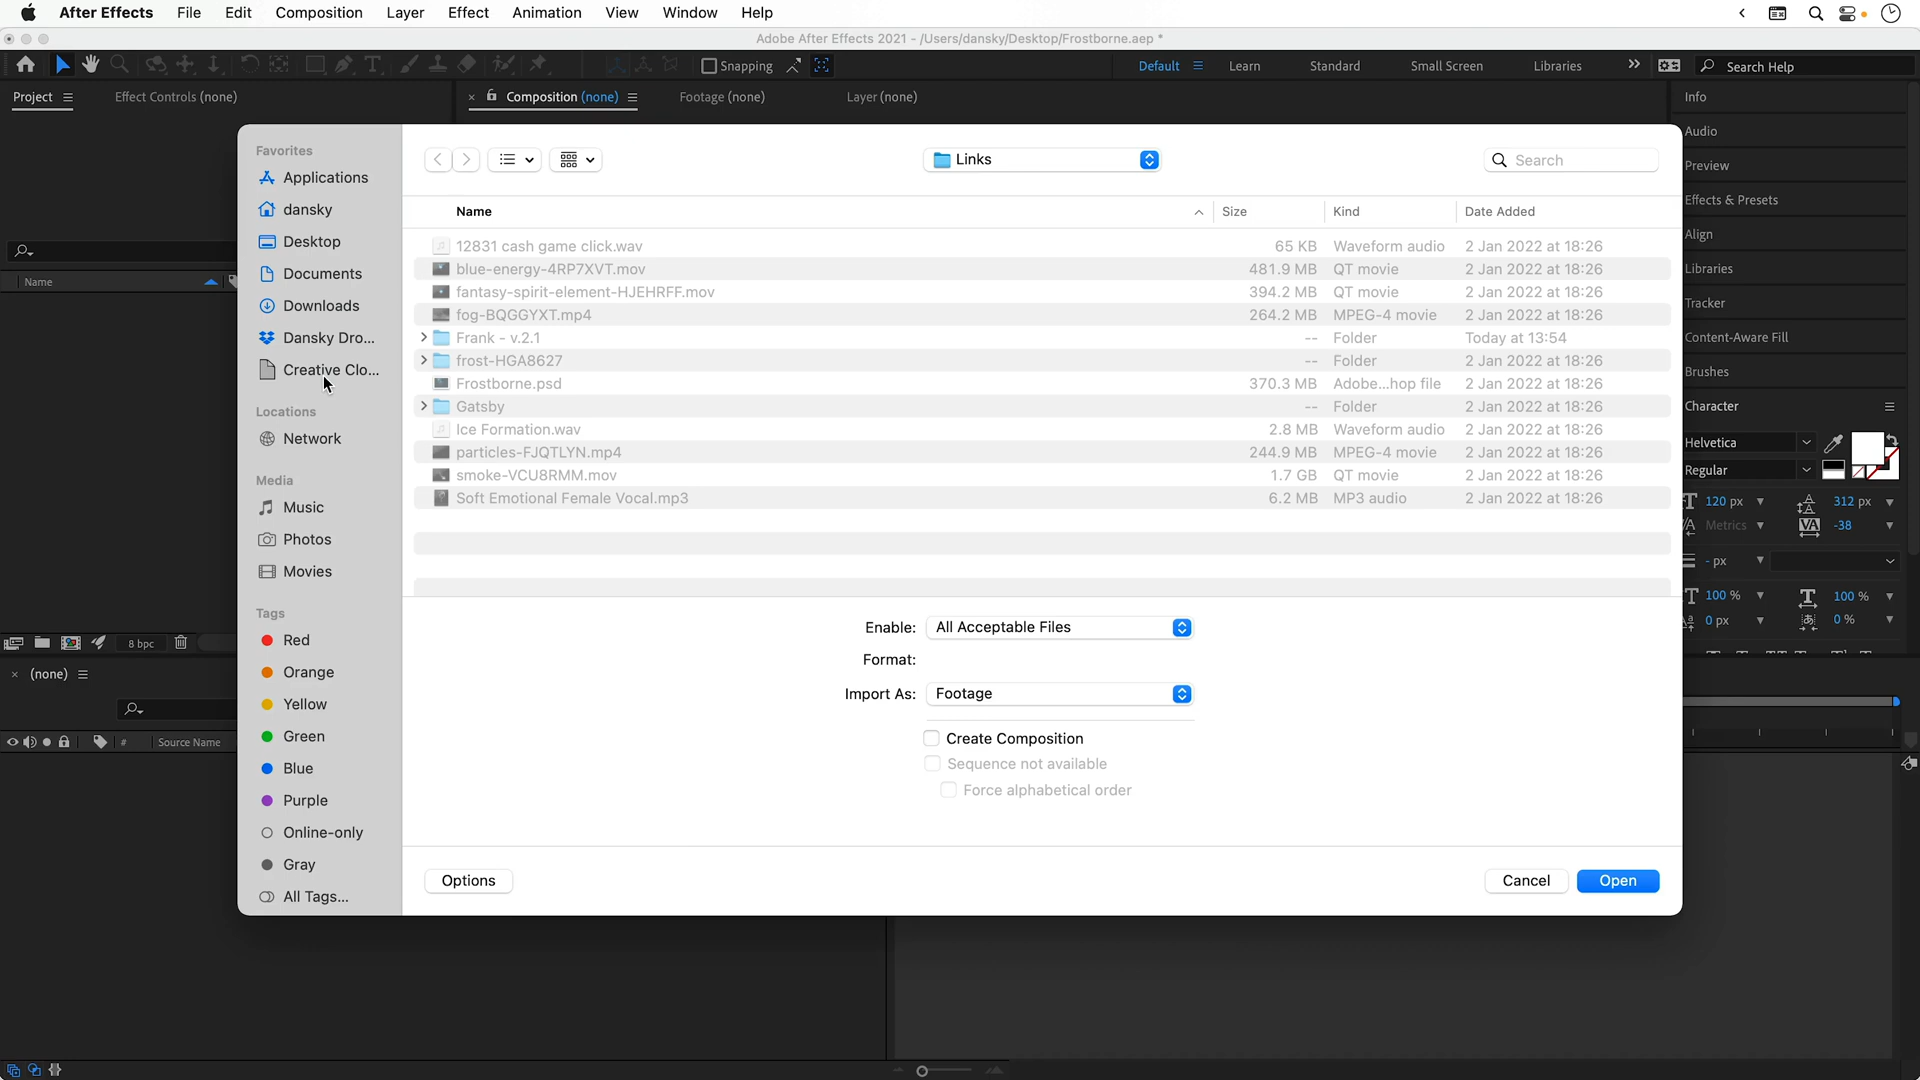 After Effects File Edit Composition Layer Effect Animation View Window Help
Adobe After Effects 2021 - /Users/dansky/Desktop/Frostborne.aep *
Snapping Default Learn Standard Small Screen Libraries Search Help
Project Effect Controls (none) Composition (none) Footage (none) Layer (none) Info
Audio
Preview
Effects & Presets
Align
Libraries
Tracker
Content-Aware Fill
Brushes
Character
Helvetica
Regular
120 px 312 px
Metrics -38
- px
100 % 100 %
0 px 0 %
Name
8 bpc
(none)
# Source Name
Favorites
Applications
dansky
Desktop
Documents
Downloads
Dansky Dro...
Creative Clo...
Locations
Network
Media
Music
Photos
Movies
Tags
Red
Orange
Yellow
Green
Blue
Purple
Online-only
Gray
All Tags...
Links Search
Name Size Kind Date Added
12831 cash game click.wav 65 KB Waveform audio 2 Jan 2022 at 18:26
blue-energy-4RP7XVT.mov 481.9 MB QT movie 2 Jan 2022 at 18:26
fantasy-spirit-element-HJEHRFF.mov 394.2 MB QT movie 2 Jan 2022 at 18:26
fog-BQGGYXT.mp4 264.2 MB MPEG-4 movie 2 Jan 2022 at 18:26
Frank - v.2.1 -- Folder Today at 13:54
frost-HGA8627 -- Folder 2 Jan 2022 at 18:26
Frostborne.psd 370.3 MB Adobe...hop file 2 Jan 2022 at 18:26
Gatsby -- Folder 2 Jan 2022 at 18:26
Ice Formation.wav 2.8 MB Waveform audio 2 Jan 2022 at 18:26
particles-FJQTLYN.mp4 244.9 MB MPEG-4 movie 2 Jan 2022 at 18:26
smoke-VCU8RMM.mov 1.7 GB QT movie 2 Jan 2022 at 18:26
Soft Emotional Female Vocal.mp3 6.2 MB MP3 audio 2 Jan 2022 at 18:26
Enable: All Acceptable Files
Format:
Import As: Footage
Create Composition
Sequence not available
Force alphabetical order
Options Cancel Open